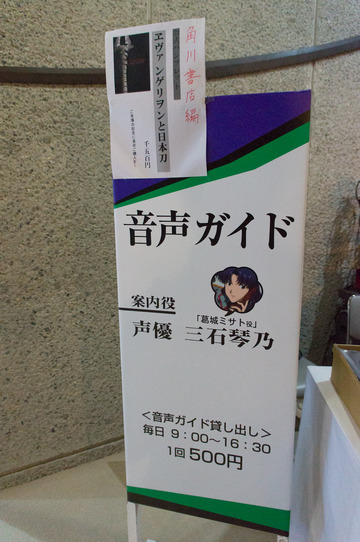 角川書店編
ヱヴァンゲリヲンと日本刀
千五百円
音声ガイド
案内役
「葛城ミサト役」
声優 三石琴乃
＜音声ガイド貸し出し＞
毎日 9：00～16：30
1回 500円